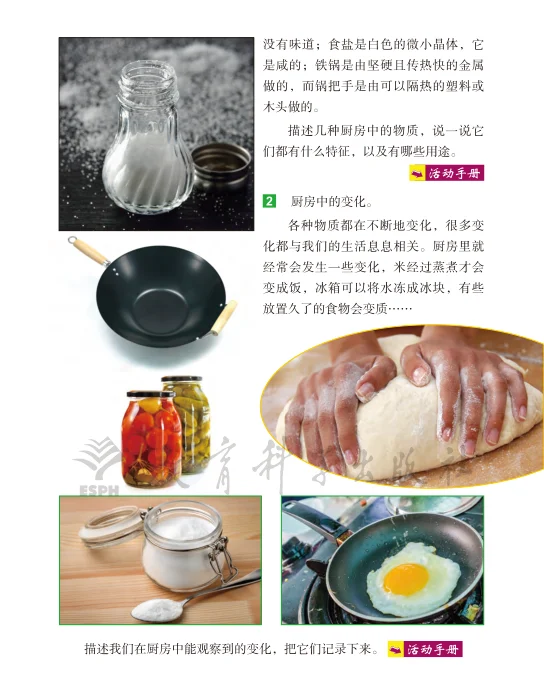 没有味道；食盐是白色的微小晶体，它
是咸的；铁锅是由坚硬且传热快的金属
做的，而锅把手是由可以隔热的塑料或
木头做的。
描述几种厨房中的物质，说一说它
们都有什么特征，以及有哪些用途。
活动手册
2 厨房中的变化。
各种物质都在不断地变化，很多变
化都与我们的生活息息相关。厨房里就
经常会发生一些变化，米经过蒸煮才会
变成饭，冰箱可以将水冻成冰块，有些
放置久了的食物会变质……
ESPH 教育科学出版社
描述我们在厨房中能观察到的变化，把它们记录下来。 活动手册